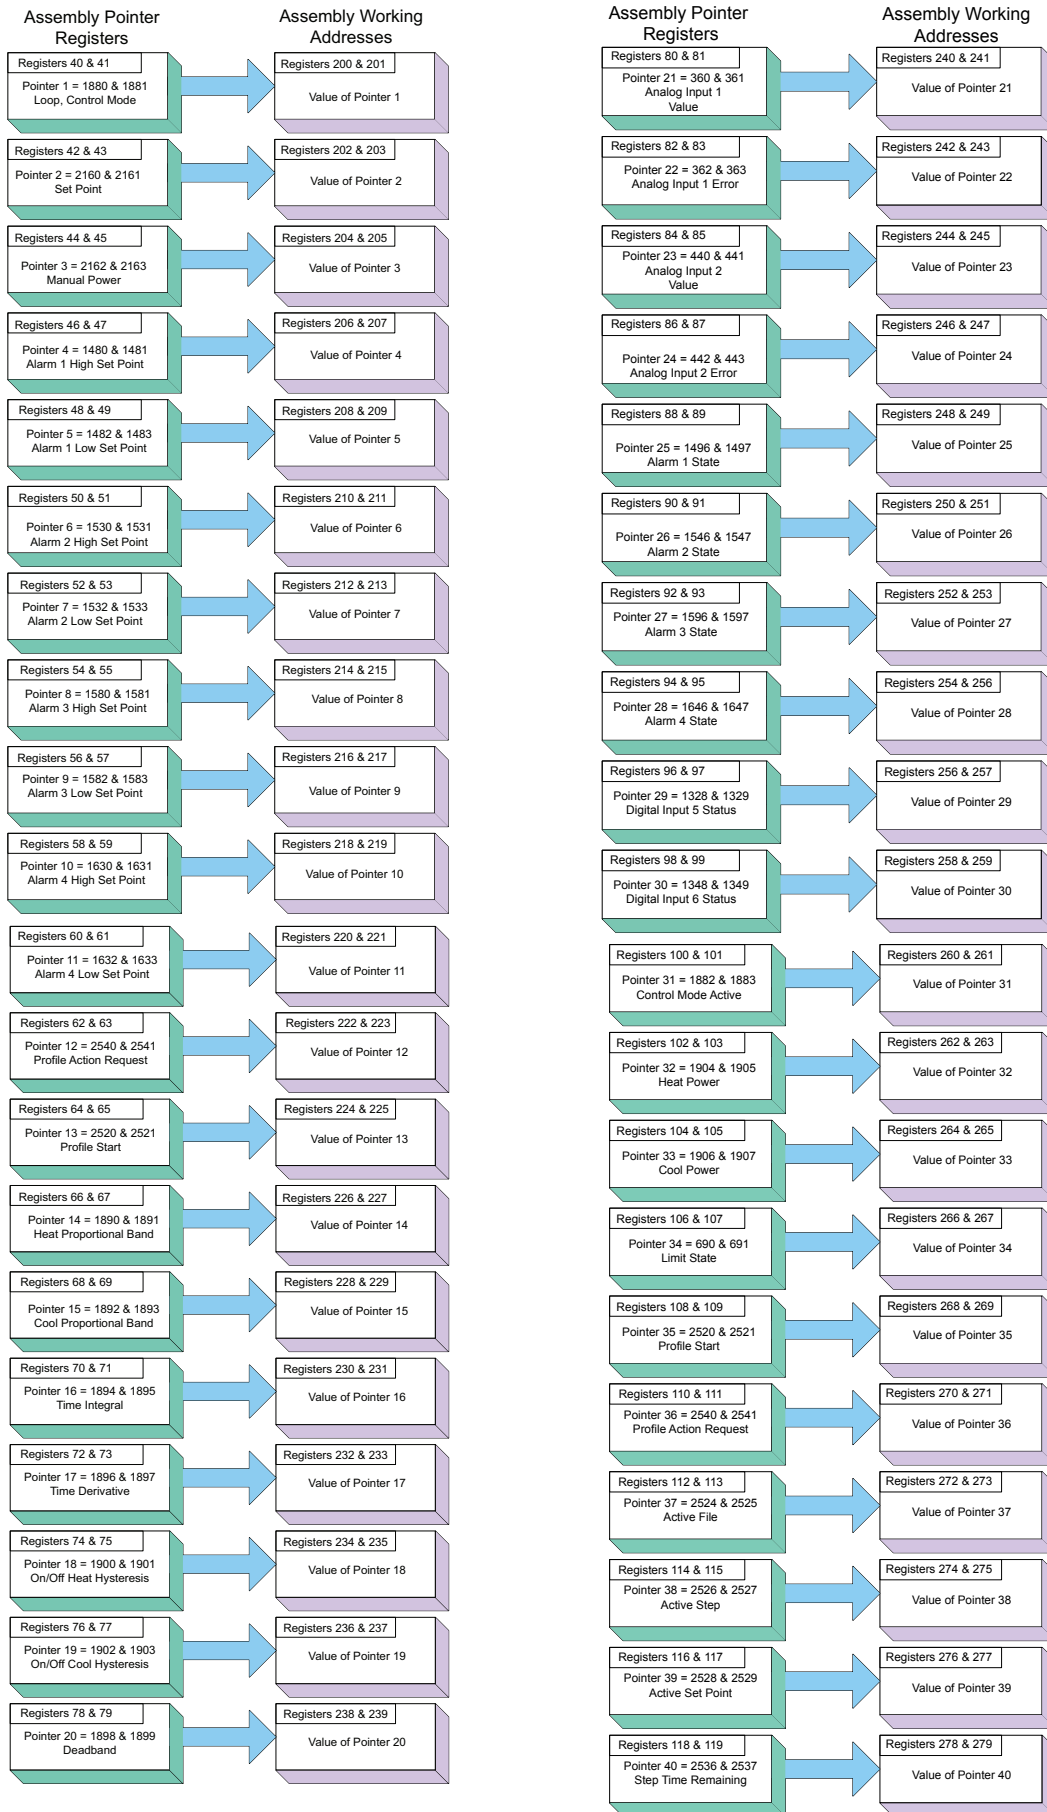 Assembly Pointer
Registers
Assembly Working
Addresses
Registers 40 & 41
Pointer 1 = 1880 & 1881
Loop, Control Mode
Registers 200 & 201
Value of Pointer 1
Registers 42 & 43
Pointer 2 = 2160 & 2161
Set Point
Registers 202 & 203
Value of Pointer 2
Registers 44 & 45
Pointer 3 = 2162 & 2163
Manual Power
Registers 204 & 205
Value of Pointer 3
Registers 46 & 47
Pointer 4 = 1480 & 1481
Alarm 1 High Set Point
Registers 206 & 207
Value of Pointer 4
Registers 48 & 49
Pointer 5 = 1482 & 1483
Alarm 1 Low Set Point
Registers 208 & 209
Value of Pointer 5
Registers 50 & 51
Pointer 6 = 1530 & 1531
Alarm 2 High Set Point
Registers 210 & 211
Value of Pointer 6
Registers 52 & 53
Pointer 7 = 1532 & 1533
Alarm 2 Low Set Point
Registers 212 & 213
Value of Pointer 7
Registers 54 & 55
Pointer 8 = 1580 & 1581
Alarm 3 High Set Point
Registers 214 & 215
Value of Pointer 8
Registers 56 & 57
Pointer 9 = 1582 & 1583
Alarm 3 Low Set Point
Registers 216 & 217
Value of Pointer 9
Registers 58 & 59
Pointer 10 = 1630 & 1631
Alarm 4 High Set Point
Registers 218 & 219
Value of Pointer 10
Registers 60 & 61
Pointer 11 = 1632 & 1633
Alarm 4 Low Set Point
Registers 220 & 221
Value of Pointer 11
Registers 62 & 63
Pointer 12 = 2540 & 2541
Profile Action Request
Registers 222 & 223
Value of Pointer 12
Registers 64 & 65
Pointer 13 = 2520 & 2521
Profile Start
Registers 224 & 225
Value of Pointer 13
Registers 66 & 67
Pointer 14 = 1890 & 1891
Heat Proportional Band
Registers 226 & 227
Value of Pointer 14
Registers 68 & 69
Pointer 15 = 1892 & 1893
Cool Proportional Band
Registers 228 & 229
Value of Pointer 15
Registers 70 & 71
Pointer 16 = 1894 & 1895
Time Integral
Registers 230 & 231
Value of Pointer 16
Registers 72 & 73
Pointer 17 = 1896 & 1897
Time Derivative
Registers 232 & 233
Value of Pointer 17
Registers 74 & 75
Pointer 18 = 1900 & 1901
On/Off Heat Hysteresis
Registers 234 & 235
Value of Pointer 18
Registers 76 & 77
Pointer 19 = 1902 & 1903
On/Off Cool Hysteresis
Registers 236 & 237
Value of Pointer 19
Registers 78 & 79
Pointer 20 = 1898 & 1899
Deadband
Registers 238 & 239
Value of Pointer 20
Assembly Pointer
Registers
Assembly Working
Addresses
Registers 80 & 81
Pointer 21 = 360 & 361
Analog Input 1
Value
Registers 240 & 241
Value of Pointer 21
Registers 82 & 83
Pointer 22 = 362 & 363
Analog Input 1 Error
Registers 242 & 243
Value of Pointer 22
Registers 84 & 85
Pointer 23 = 440 & 441
Analog Input 2
Value
Registers 244 & 245
Value of Pointer 23
Registers 86 & 87
Pointer 24 = 442 & 443
Analog Input 2 Error
Registers 246 & 247
Value of Pointer 24
Registers 88 & 89
Pointer 25 = 1496 & 1497
Alarm 1 State
Registers 248 & 249
Value of Pointer 25
Registers 90 & 91
Pointer 26 = 1546 & 1547
Alarm 2 State
Registers 250 & 251
Value of Pointer 26
Registers 92 & 93
Pointer 27 = 1596 & 1597
Alarm 3 State
Registers 252 & 253
Value of Pointer 27
Registers 94 & 95
Pointer 28 = 1646 & 1647
Alarm 4 State
Registers 254 & 256
Value of Pointer 28
Registers 96 & 97
Pointer 29 = 1328 & 1329
Digital Input 5 Status
Registers 256 & 257
Value of Pointer 29
Registers 98 & 99
Pointer 30 = 1348 & 1349
Digital Input 6 Status
Registers 258 & 259
Value of Pointer 30
Registers 100 & 101
Pointer 31 = 1882 & 1883
Control Mode Active
Registers 260 & 261
Value of Pointer 31
Registers 102 & 103
Pointer 32 = 1904 & 1905
Heat Power
Registers 262 & 263
Value of Pointer 32
Registers 104 & 105
Pointer 33 = 1906 & 1907
Cool Power
Registers 264 & 265
Value of Pointer 33
Registers 106 & 107
Pointer 34 = 690 & 691
Limit State
Registers 266 & 267
Value of Pointer 34
Registers 108 & 109
Pointer 35 = 2520 & 2521
Profile Start
Registers 268 & 269
Value of Pointer 35
Registers 110 & 111
Pointer 36 = 2540 & 2541
Profile Action Request
Registers 270 & 271
Value of Pointer 36
Registers 112 & 113
Pointer 37 = 2524 & 2525
Active File
Registers 272 & 273
Value of Pointer 37
Registers 114 & 115
Pointer 38 = 2526 & 2527
Active Step
Registers 274 & 275
Value of Pointer 38
Registers 116 & 117
Pointer 39 = 2528 & 2529
Active Set Point
Registers 276 & 277
Value of Pointer 39
Registers 118 & 119
Pointer 40 = 2536 & 2537
Step Time Remaining
Registers 278 & 279
Value of Pointer 40